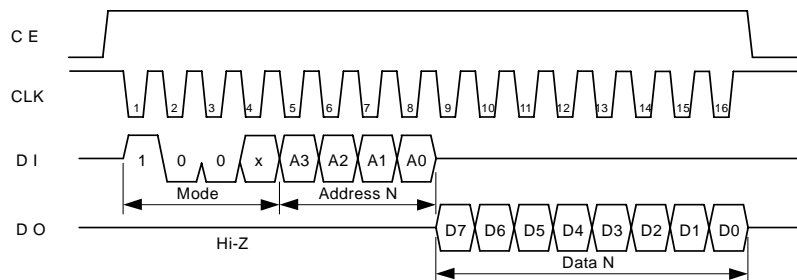 C E
CLK
1 2 3 4 5 6 7 8 9 10 11 12 13 14 15 16
D I
1 0 0 x A3 A2 A1 A0
Mode Address N
D O
Hi-Z
D7 D6 D5 D4 D3 D2 D1 D0
Data N